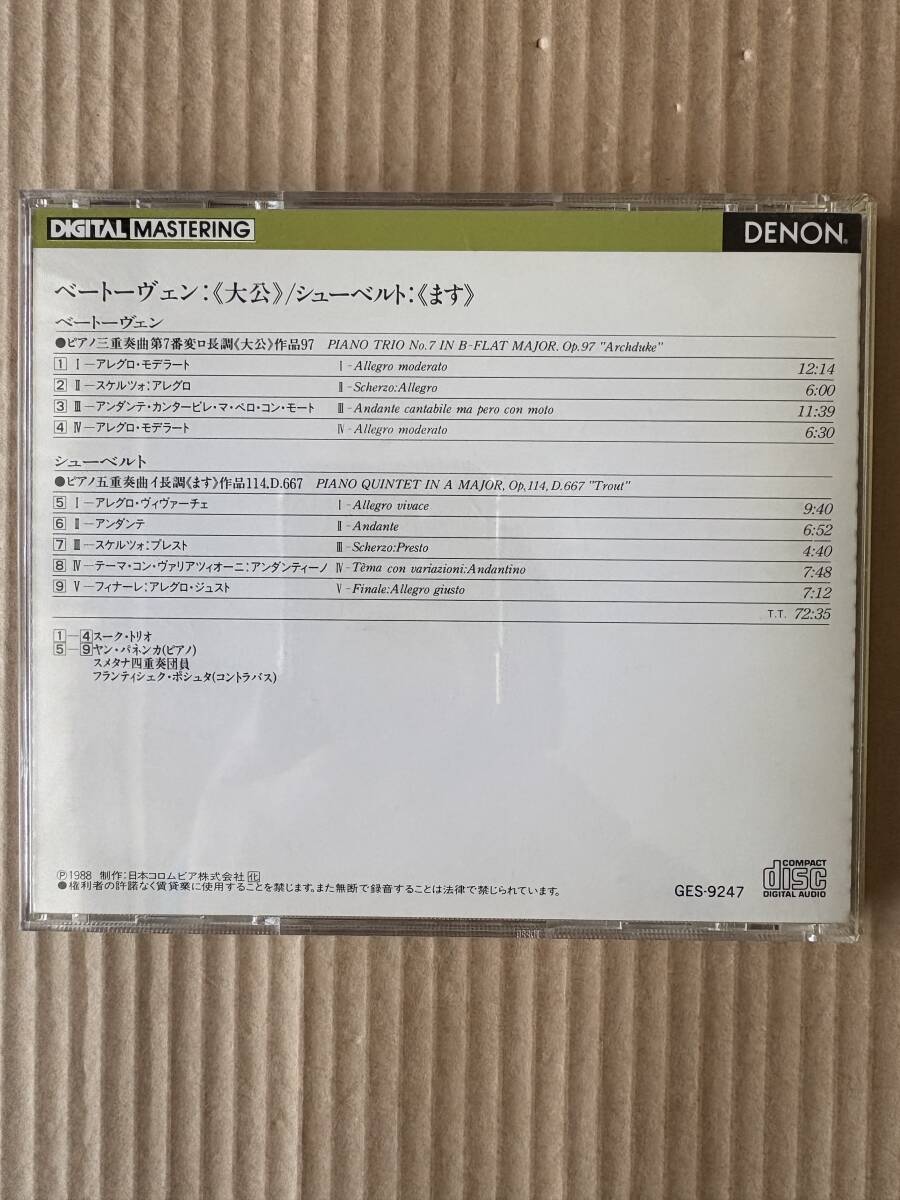 DIGITAL MASTERING
DENON®
ベートーヴェン:《大公》/シューベルト:《ます》
ベートーヴェン
●ピアノ三重奏曲第7番変ロ長調《大公》作品97 PIANO TRIO No.7 IN B-FLAT MAJOR. Op.97 "Archduke"
1 Ⅰ―アレグロ・モデラート Ⅰ-Allegro moderato 12:14
2 Ⅱ―スケルツォ:アレグロ Ⅱ-Scherzo:Allegro 6:00
3 Ⅲ―アンダンテ・カンタービレ・マ・ペロ・コン・モート Ⅲ-Andante cantabile ma pero con moto 11:39
4 Ⅳ―アレグロ・モデラート Ⅳ-Allegro moderato 6:30
シューベルト
●ピアノ五重奏曲イ長調《ます》作品114, D.667 PIANO QUINTET IN A MAJOR, Op,114, D.667 "Trout"
5 Ⅰ―アレグロ・ヴィヴァーチェ Ⅰ-Allegro vivace 9:40
6 Ⅱ―アンダンテ Ⅱ-Andante 6:52
7 Ⅲ―スケルツォ:プレスト Ⅲ-Scherzo:Presto 4:40
8 Ⅳ―テーマ・コン・ヴァリアツィオーニ:アンダンティーノ Ⅳ-Tèma con variazioni:Andantino 7:48
9 Ⅴ―フィナーレ:アレグロ・ジュスト Ⅴ-Finale:Allegro giusto 7:12
T.T. 72:35
1―4 スーク・トリオ
5―9 ヤン・パネンカ(ピアノ)
スメタナ四重奏団員
フランティシェク・ポシュタ(コントラバス)
Ⓟ1988 制作:日本コロムビア株式会社 化
●権利者の許諾なく賃貸業に使用することを禁じます。また無断で録音することは法律で禁じられています。
GES-9247
COMPACT
disc
DIGITAL AUDIO